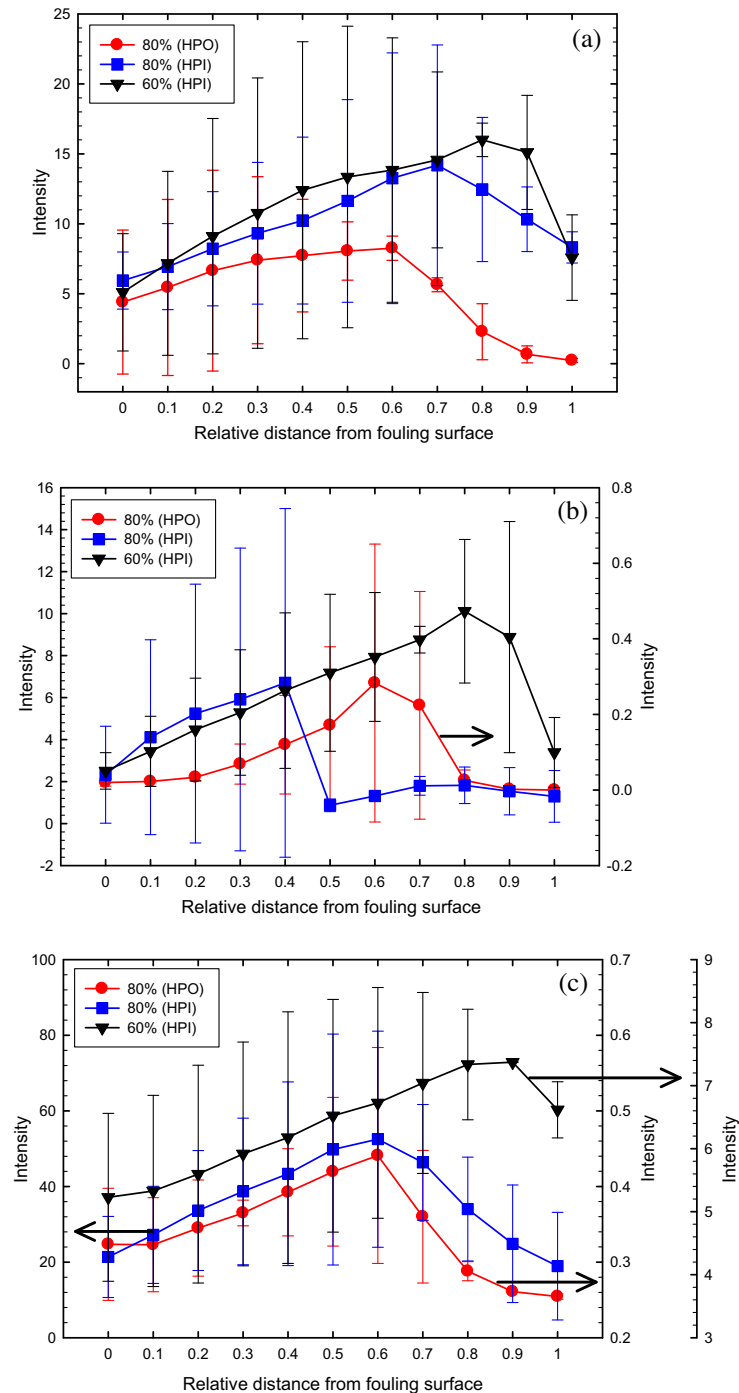 (a)
80% (HPO)
80% (HPI)
60% (HPI)
Intensity
25
20
15
10
5
0
0 0.1 0.2 0.3 0.4 0.5 0.6 0.7 0.8 0.9 1
Relative distance from fouling surface
(b)
80% (HPO)
80% (HPI)
60% (HPI)
Intensity
16
14
12
10
8
6
4
2
0
-2
0.8
0.6
0.4
0.2
0.0
-0.2
Intensity
0 0.1 0.2 0.3 0.4 0.5 0.6 0.7 0.8 0.9 1
Relative distance from fouling surface
(c)
80% (HPO)
80% (HPI)
60% (HPI)
Intensity
100
80
60
40
20
0
0.7
0.6
0.5
0.4
0.3
0.2
Intensity
9
8
7
6
5
4
3
Intensity
0 0.1 0.2 0.3 0.4 0.5 0.6 0.7 0.8 0.9 1
Relative distance from fouling surface